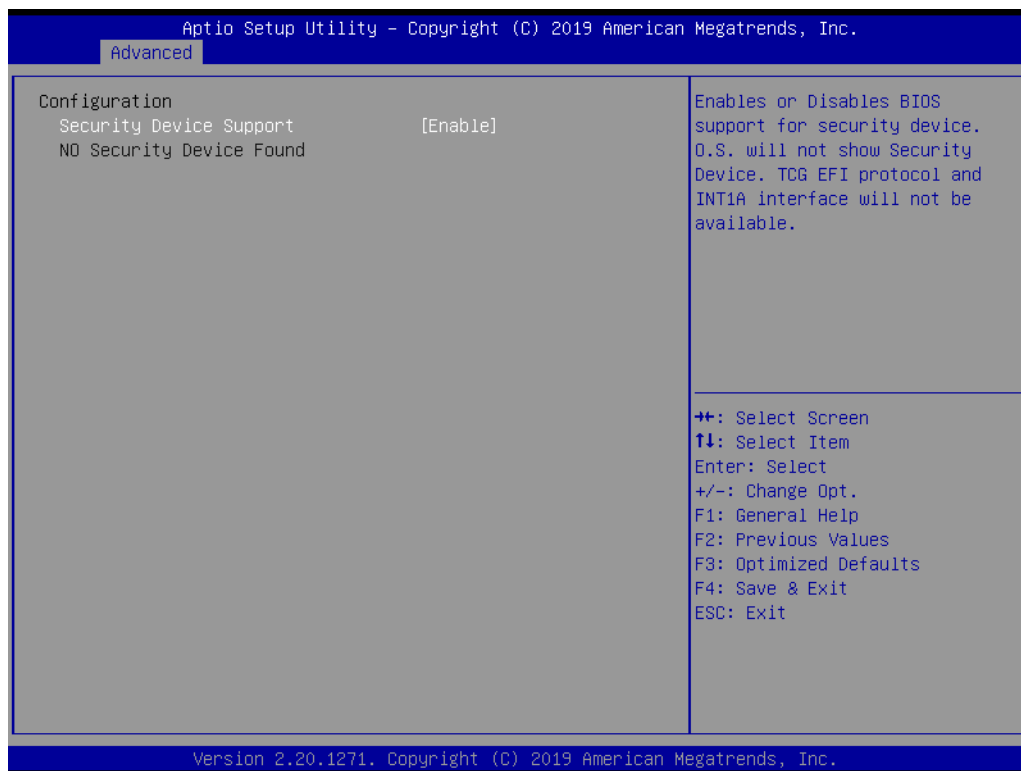 Aptio Setup Utility – Copyright (C) 2019 American Megatrends, Inc.
Advanced
Configuration
Security Device Support [Enable]
NO Security Device Found
Enables or Disables BIOS
support for security device.
O.S. will not show Security
Device. TCG EFI protocol and
INT1A interface will not be
available.
→←: Select Screen
↑↓: Select Item
Enter: Select
+/-: Change Opt.
F1: General Help
F2: Previous Values
F3: Optimized Defaults
F4: Save & Exit
ESC: Exit
Version 2.20.1271. Copyright (C) 2019 American Megatrends, Inc.